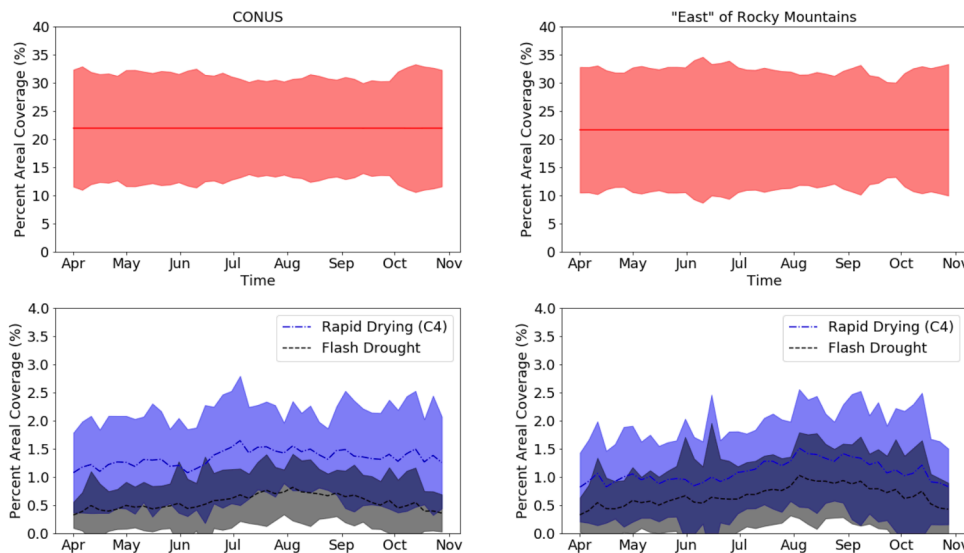 CONUS
Percent Areal Coverage (%)
40
35
30
25
20
15
10
5
0
Apr May Jun Jul Aug Sep Oct Nov
Time
"East" of Rocky Mountains
Percent Areal Coverage (%)
40
35
30
25
20
15
10
5
0
Apr May Jun Jul Aug Sep Oct Nov
Time
Percent Areal Coverage (%)
4.0
3.5
3.0
2.5
2.0
1.5
1.0
0.5
0.0
Rapid Drying (C4)
Flash Drought
Apr May Jun Jul Aug Sep Oct Nov
Time
Percent Areal Coverage (%)
4.0
3.5
3.0
2.5
2.0
1.5
1.0
0.5
0.0
Rapid Drying (C4)
Flash Drought
Apr May Jun Jul Aug Sep Oct Nov
Time